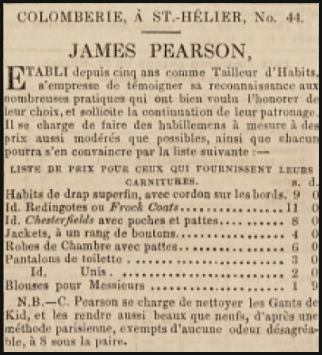 COLOMBERIE, À ST.-HÉLIER, No. 44.
JAMES PEARSON,
ETABLI depuis cinq ans comme Tailleur d'Habits,
s'empresse de témoigner sa reconnaissance aux
nombreuses pratiques qui ont bien voulu l'honorer de
leur choix, et sollicite la continuation de leur patronage.
Il se charge de faire des habillemens à mesure à des
prix aussi modérés que possibles, ainsi que chacun
pourra s'en convaincre par la liste suivante :—
LISTE DE PRIX POUR CEUX QUI FOURNISSENT LEURS
CARNITURES. s. d.
Habits de drap superfin, avec cordon sur les bords. 9 0
Id. Redingotes ou Frock Coats.................. 11 0
Id. Chesterfields avec poches et pattes............ 8 0
Jackets, à un rang de boutons.................. 4 0
Robes de Chambre avec pattes.................. 6 0
Pantalons de toilette ........................ 3 0
Id, Unis ........................ 2 0
Blouses pour Messieurs ........................ 1 9
N.B.—C. Pearson se charge de nettoyer les Gants de
Kid, et les rendre aussi beaux que neufs, d'après une
méthode parisienne, exempts d'aucune odeur désagréa-
ble, à 8 sous la paire.